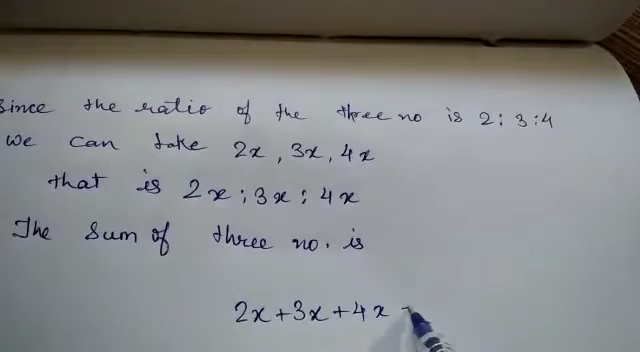 Since the ratio of the three no is 2:3:4
We can take 2x, 3x, 4x
that is 2x:3x:4x
The Sum of three no. is
2x+3x+4x